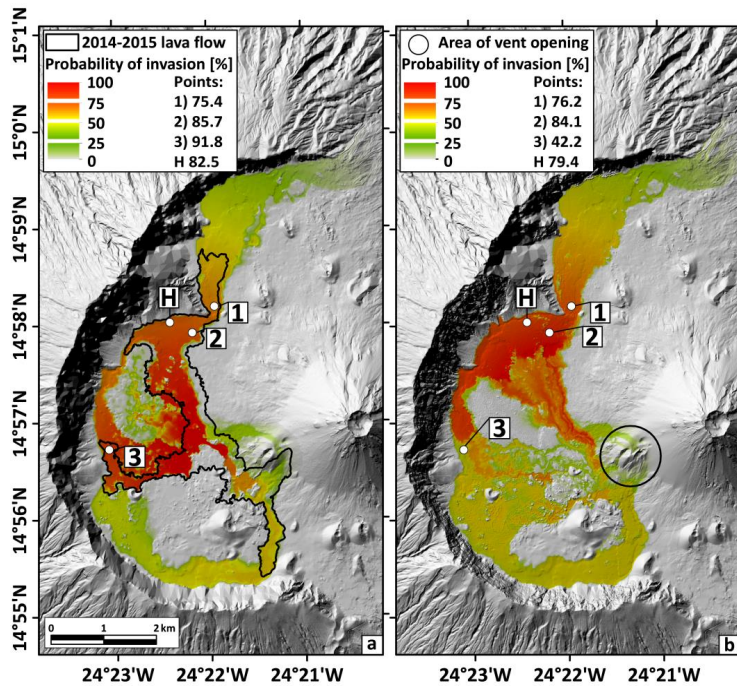 2014-2015 lava flow
Probability of invasion [%]
100
75
50
25
0
Points:
1) 75.4
2) 85.7
3) 91.8
H 82.5
Area of vent opening
Probability of invasion [%]
100
75
50
25
0
Points:
1) 76.2
2) 84.1
3) 42.2
H 79.4
15°1'N
15°0'N
14°59'N
14°58'N
14°57'N
14°56'N
14°55'N
H
1
2
3
H
1
2
3
0 1 2 km
a
b
24°23'W
24°22'W
24°21'W
24°23'W
24°22'W
24°21'W